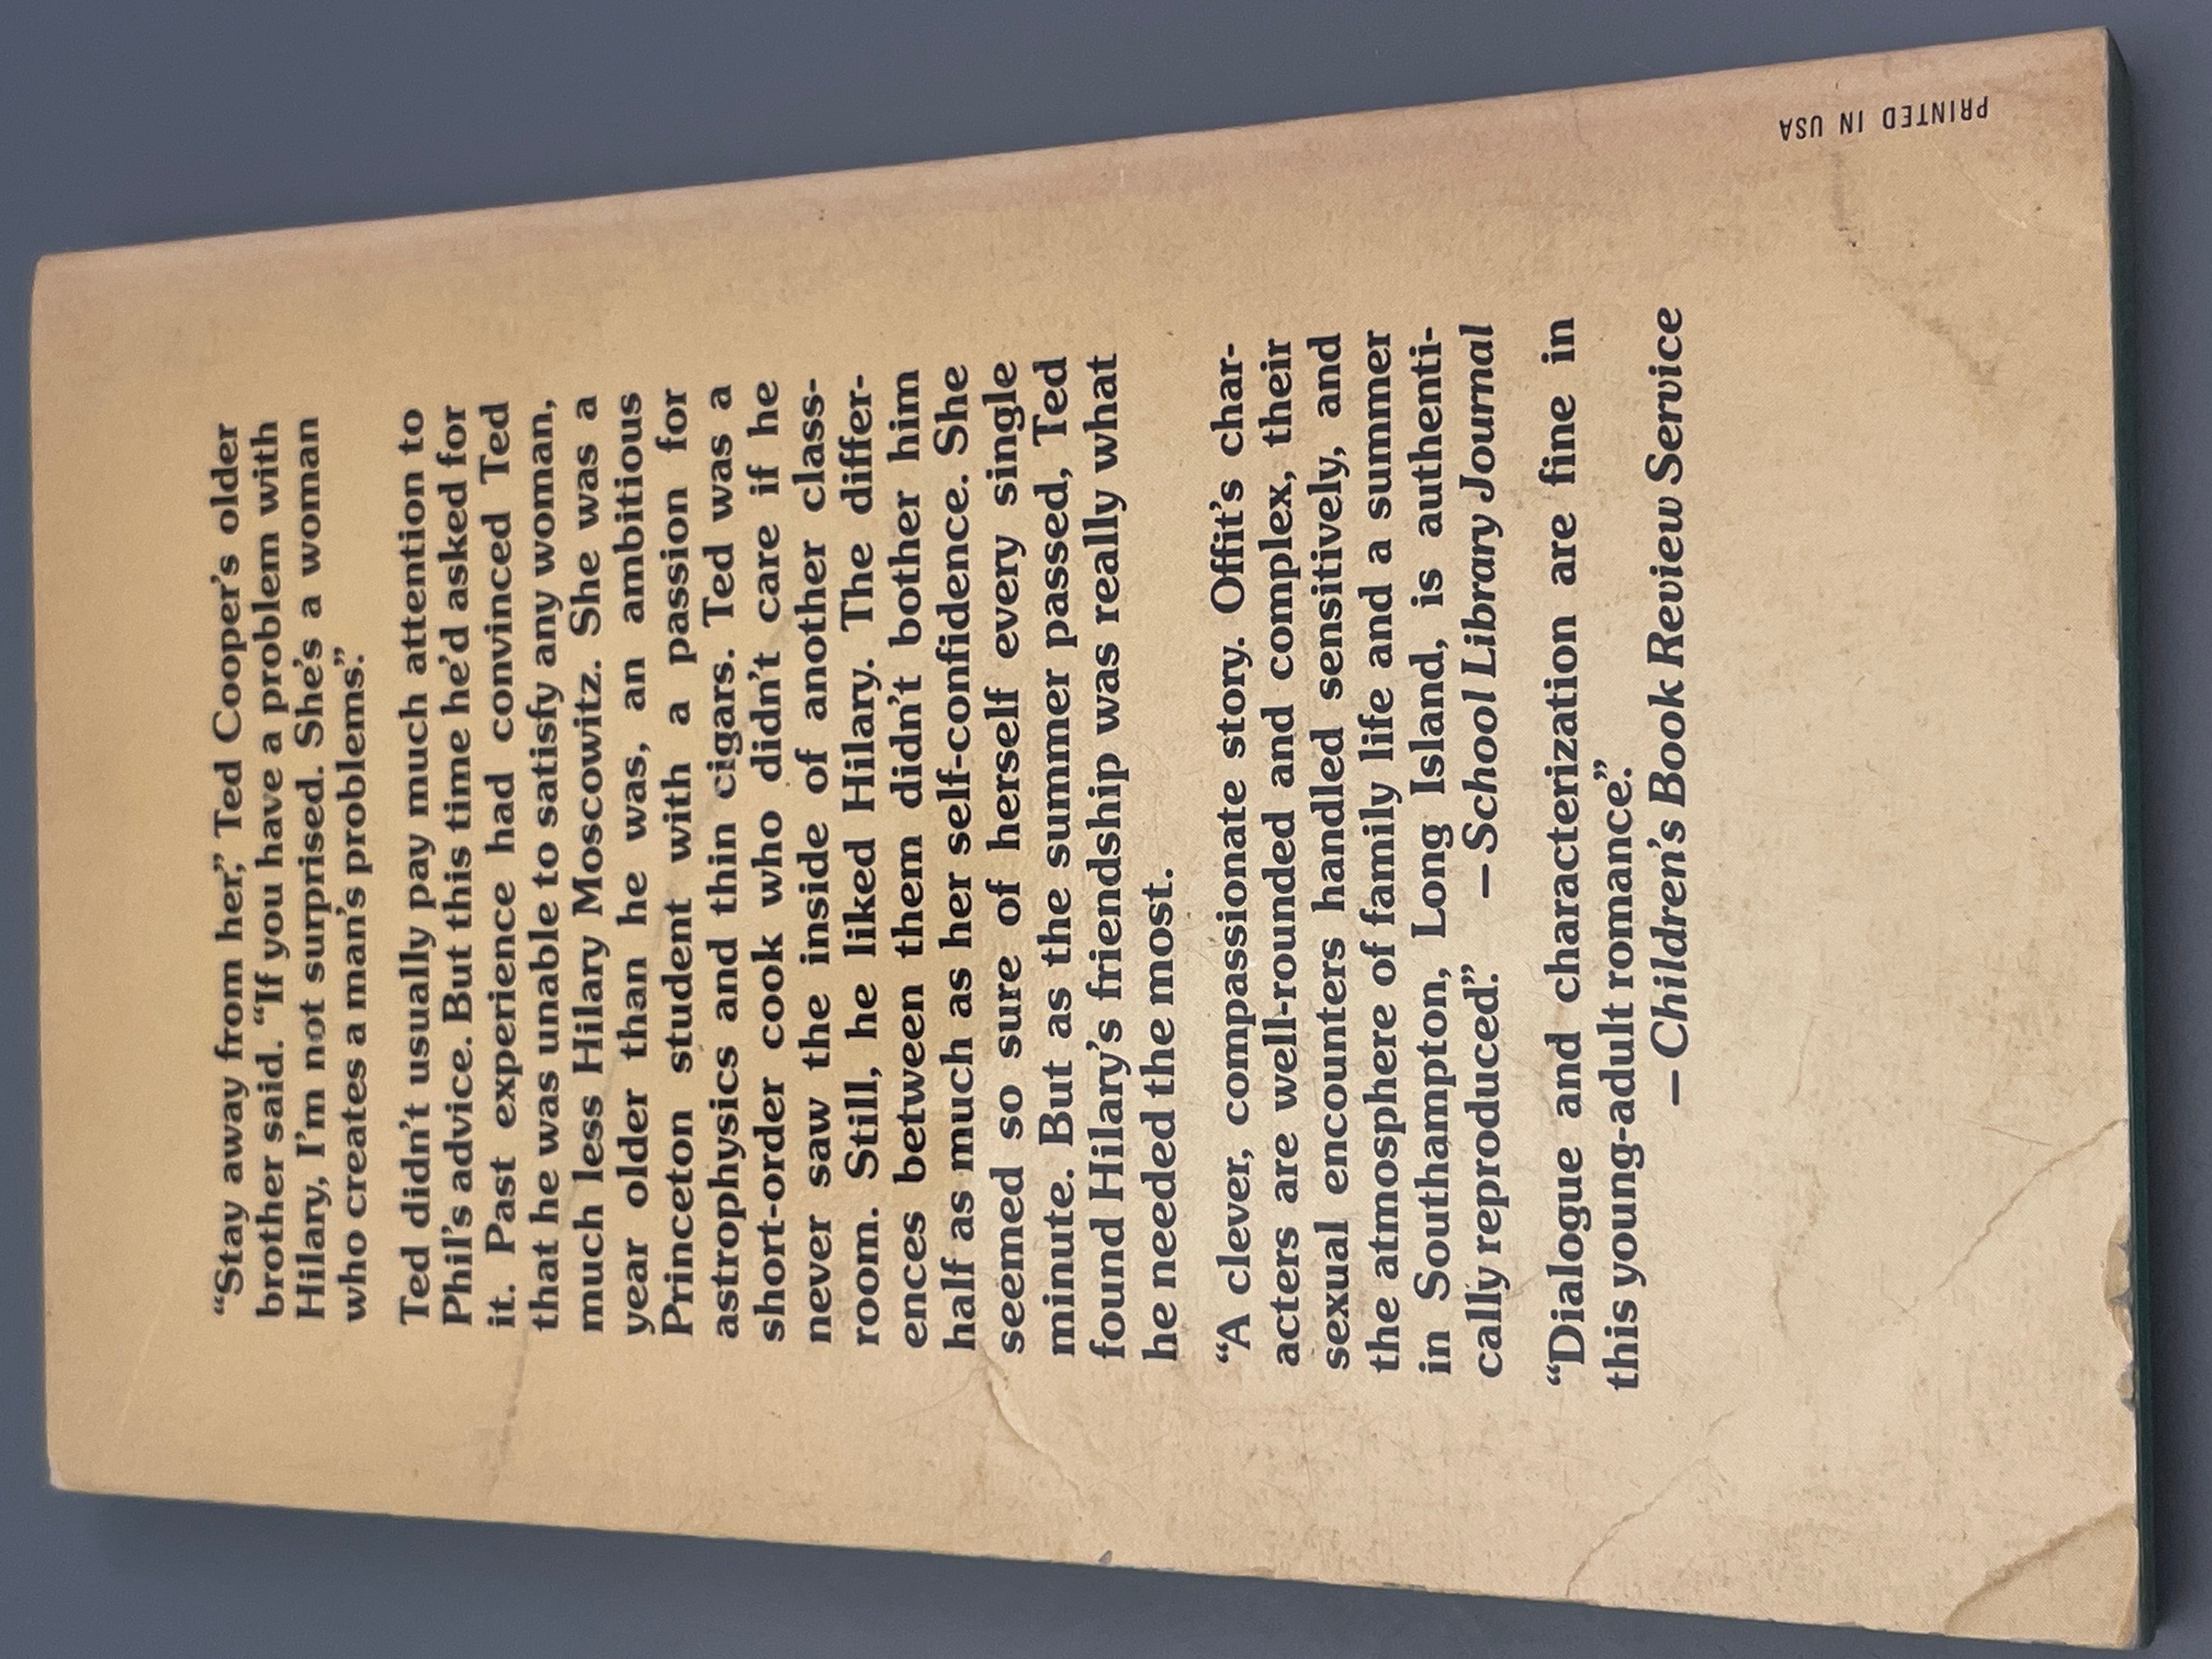 “Stay away from her,” Ted Cooper’s older
brother said. “If you have a problem with
Hilary, I’m not surprised. She’s a woman
who creates a man’s problems.”
Ted didn’t usually pay much attention to
Phil’s advice. But this time he’d asked for
it. Past experience had convinced Ted
that he was unable to satisfy any woman,
much less Hilary Moscowitz. She was a
year older than he was, an ambitious
Princeton student with a passion for
astrophysics and thin cigars. Ted was a
short-order cook who didn’t care if he
never saw the inside of another class-
room. Still, he liked Hilary. The differ-
ences between them didn’t bother him
half as much as her self-confidence. She
seemed so sure of herself every single
minute. But as the summer passed, Ted
found Hilary’s friendship was really what
he needed the most.
“A clever, compassionate story. Offit’s char-
acters are well-rounded and complex, their
sexual encounters handled sensitively, and
the atmosphere of family life and a summer
in Southampton, Long Island, is authenti-
cally reproduced.” —School Library Journal
“Dialogue and characterization are fine in
this young-adult romance.”
— Children’s Book Review Service
PRINTED IN USA